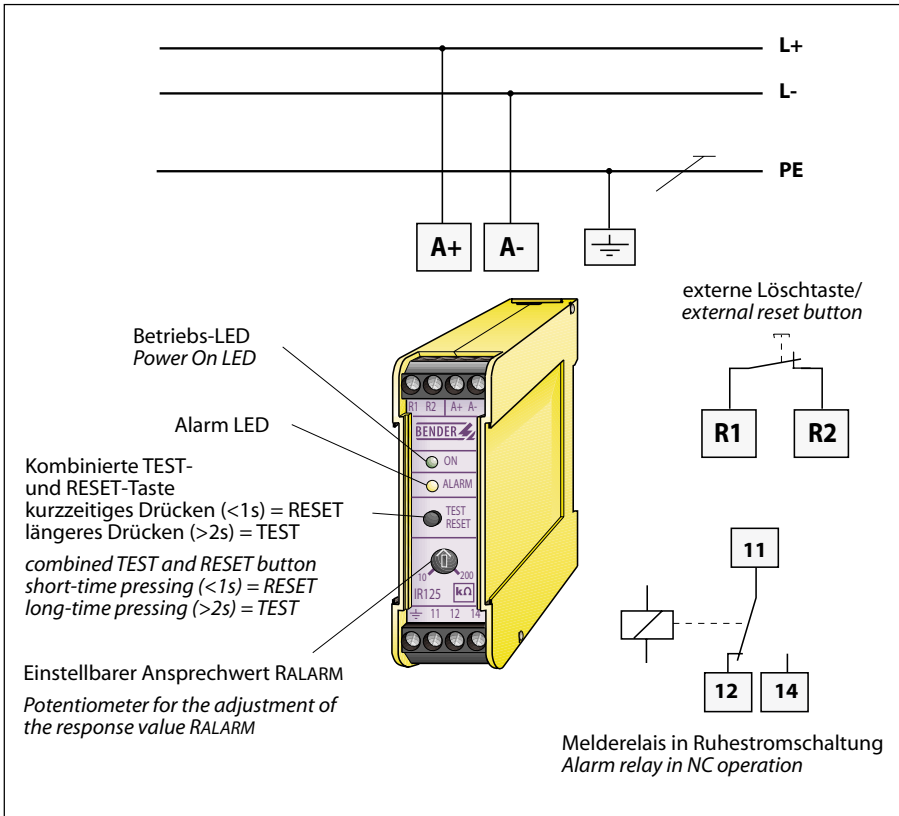 L+
L-
PE
A+ A-
externe Löschtaste/
external reset button
R1 R2
Betriebs-LED
Power On LED
Alarm LED
Kombinierte TEST-
und RESET-Taste
kurzzeitiges Drücken (<1s) = RESET
längeres Drücken (>2s) = TEST
combined TEST and RESET button
short-time pressing (<1s) = RESET
long-time pressing (>2s) = TEST
Einstellbarer Ansprechwert RALARM
Potentiometer for the adjustment of
the response value RALARM
R1 R2 A+ A-
BENDER
ON
ALARM
TEST
RESET
10 200
IR125 kΩ
11 12 14
11
12 14
Melderelais in Ruhestromschaltung
Alarm relay in NC operation